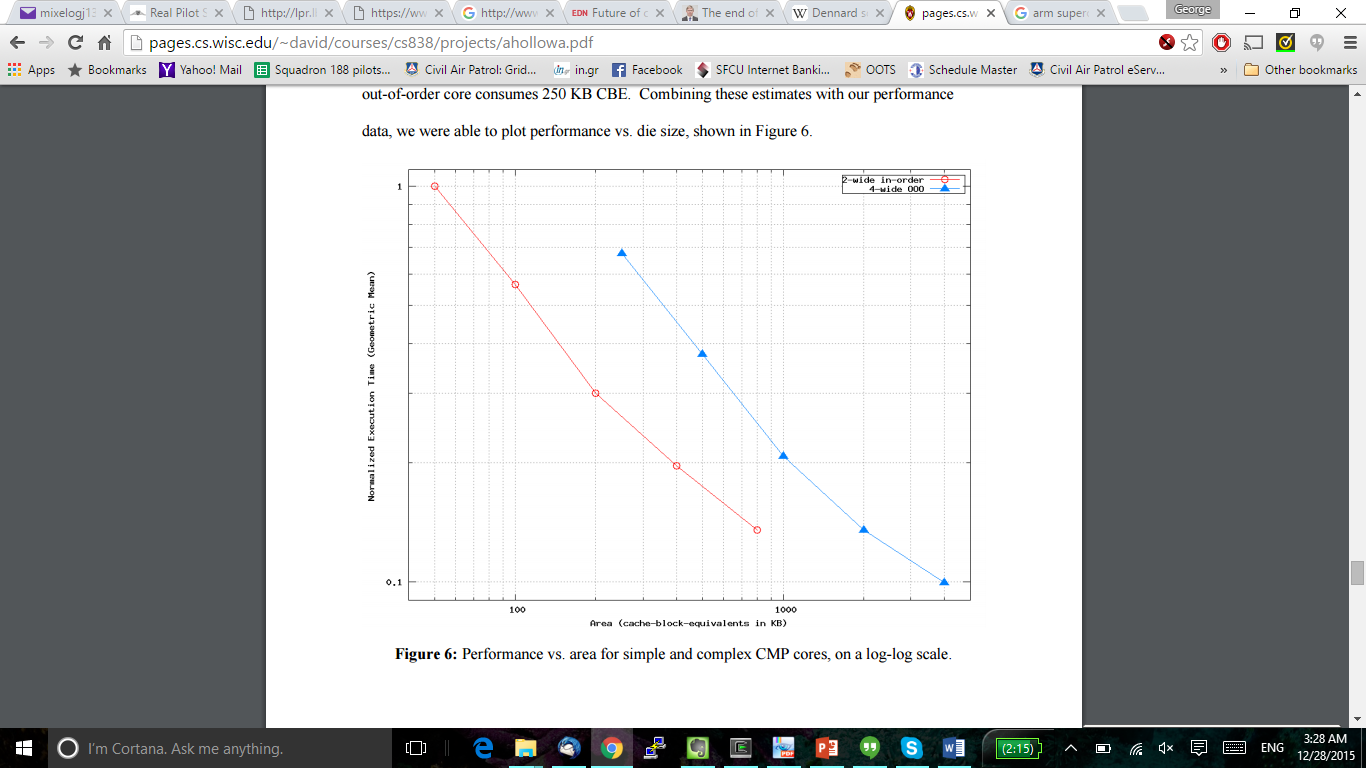 mixelogj13
Real Pilot S
http://lpr.ll
https://ww
http://www
EDN Future of c
The end of
W Dennard s
pages.cs.w
arm superc
George
pages.cs.wisc.edu/~david/courses/cs838/projects/ahollowa.pdf
Apps
Bookmarks
Yahoo! Mail
Squadron 188 pilots...
Civil Air Patrol: Grid...
in.gr
Facebook
SFCU Internet Banki...
OOTS
Schedule Master
Civil Air Patrol eServ...
»
Other bookmarks
out-of-order core consumes 250 KB CBE. Combining these estimates with our performance
data, we were able to plot performance vs. die size, shown in Figure 6.
2-wide in-order
4-wide OOO
1
0.1
Normalized Execution Time (Geometric Mean)
100
1000
Area (cache-block-equivalents in KB)
Figure 6: Performance vs. area for simple and complex CMP cores, on a log-log scale.
I'm Cortana. Ask me anything.
(2:15)
ENG
3:28 AM
12/28/2015